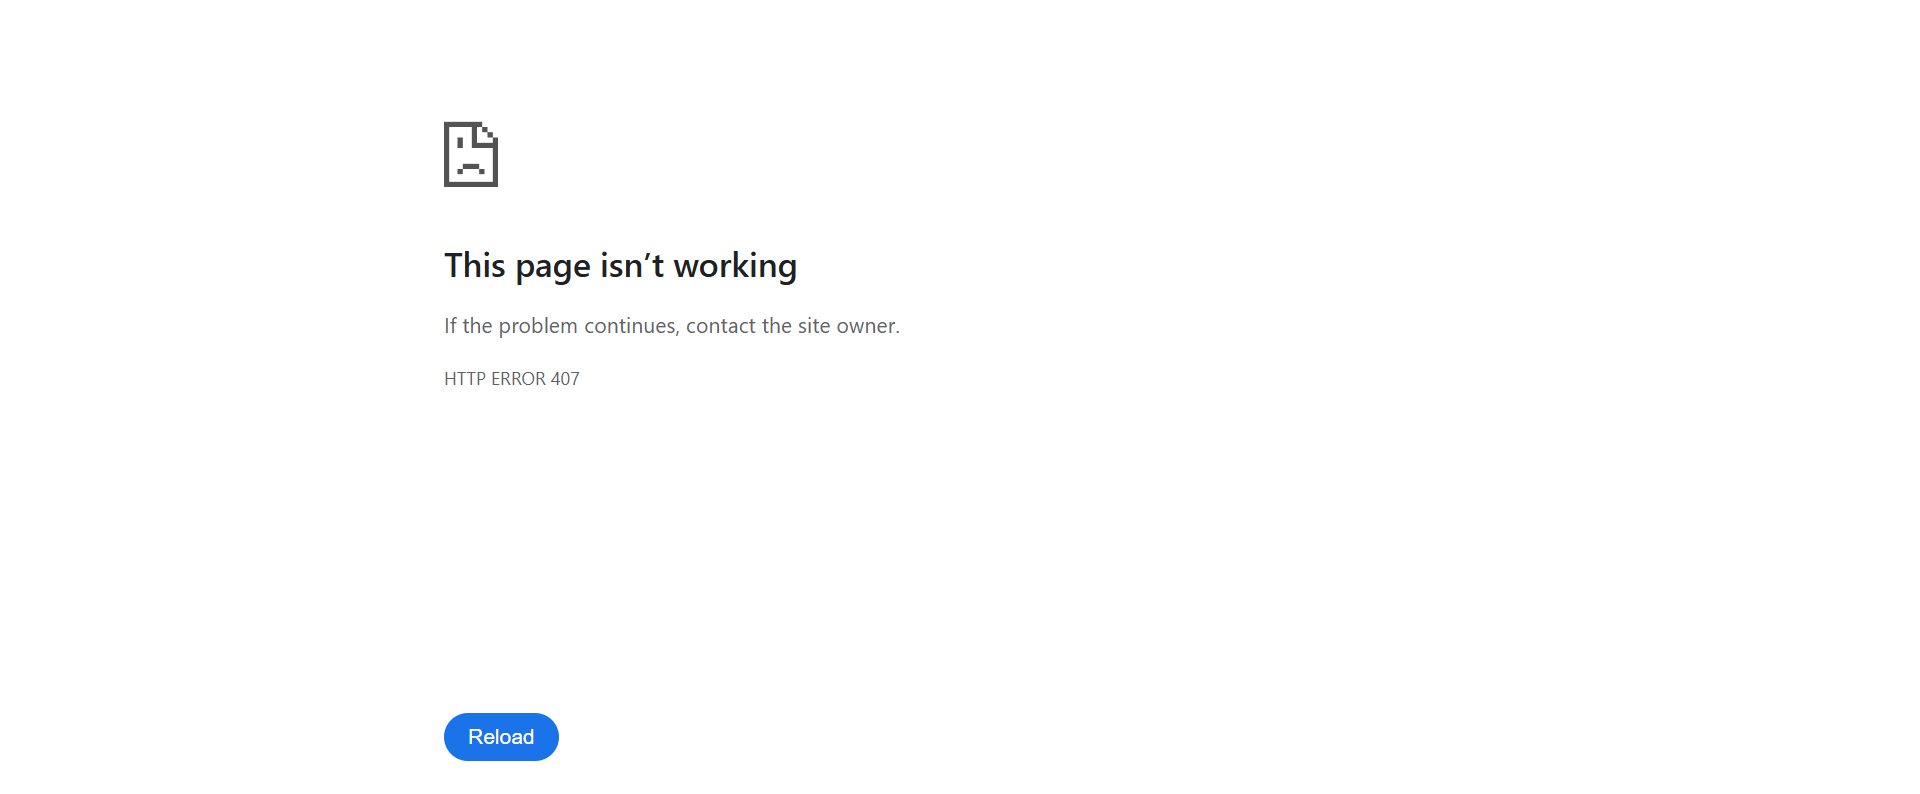 This page isn’t working
If the problem continues, contact the site owner.
HTTP ERROR 407
Reload